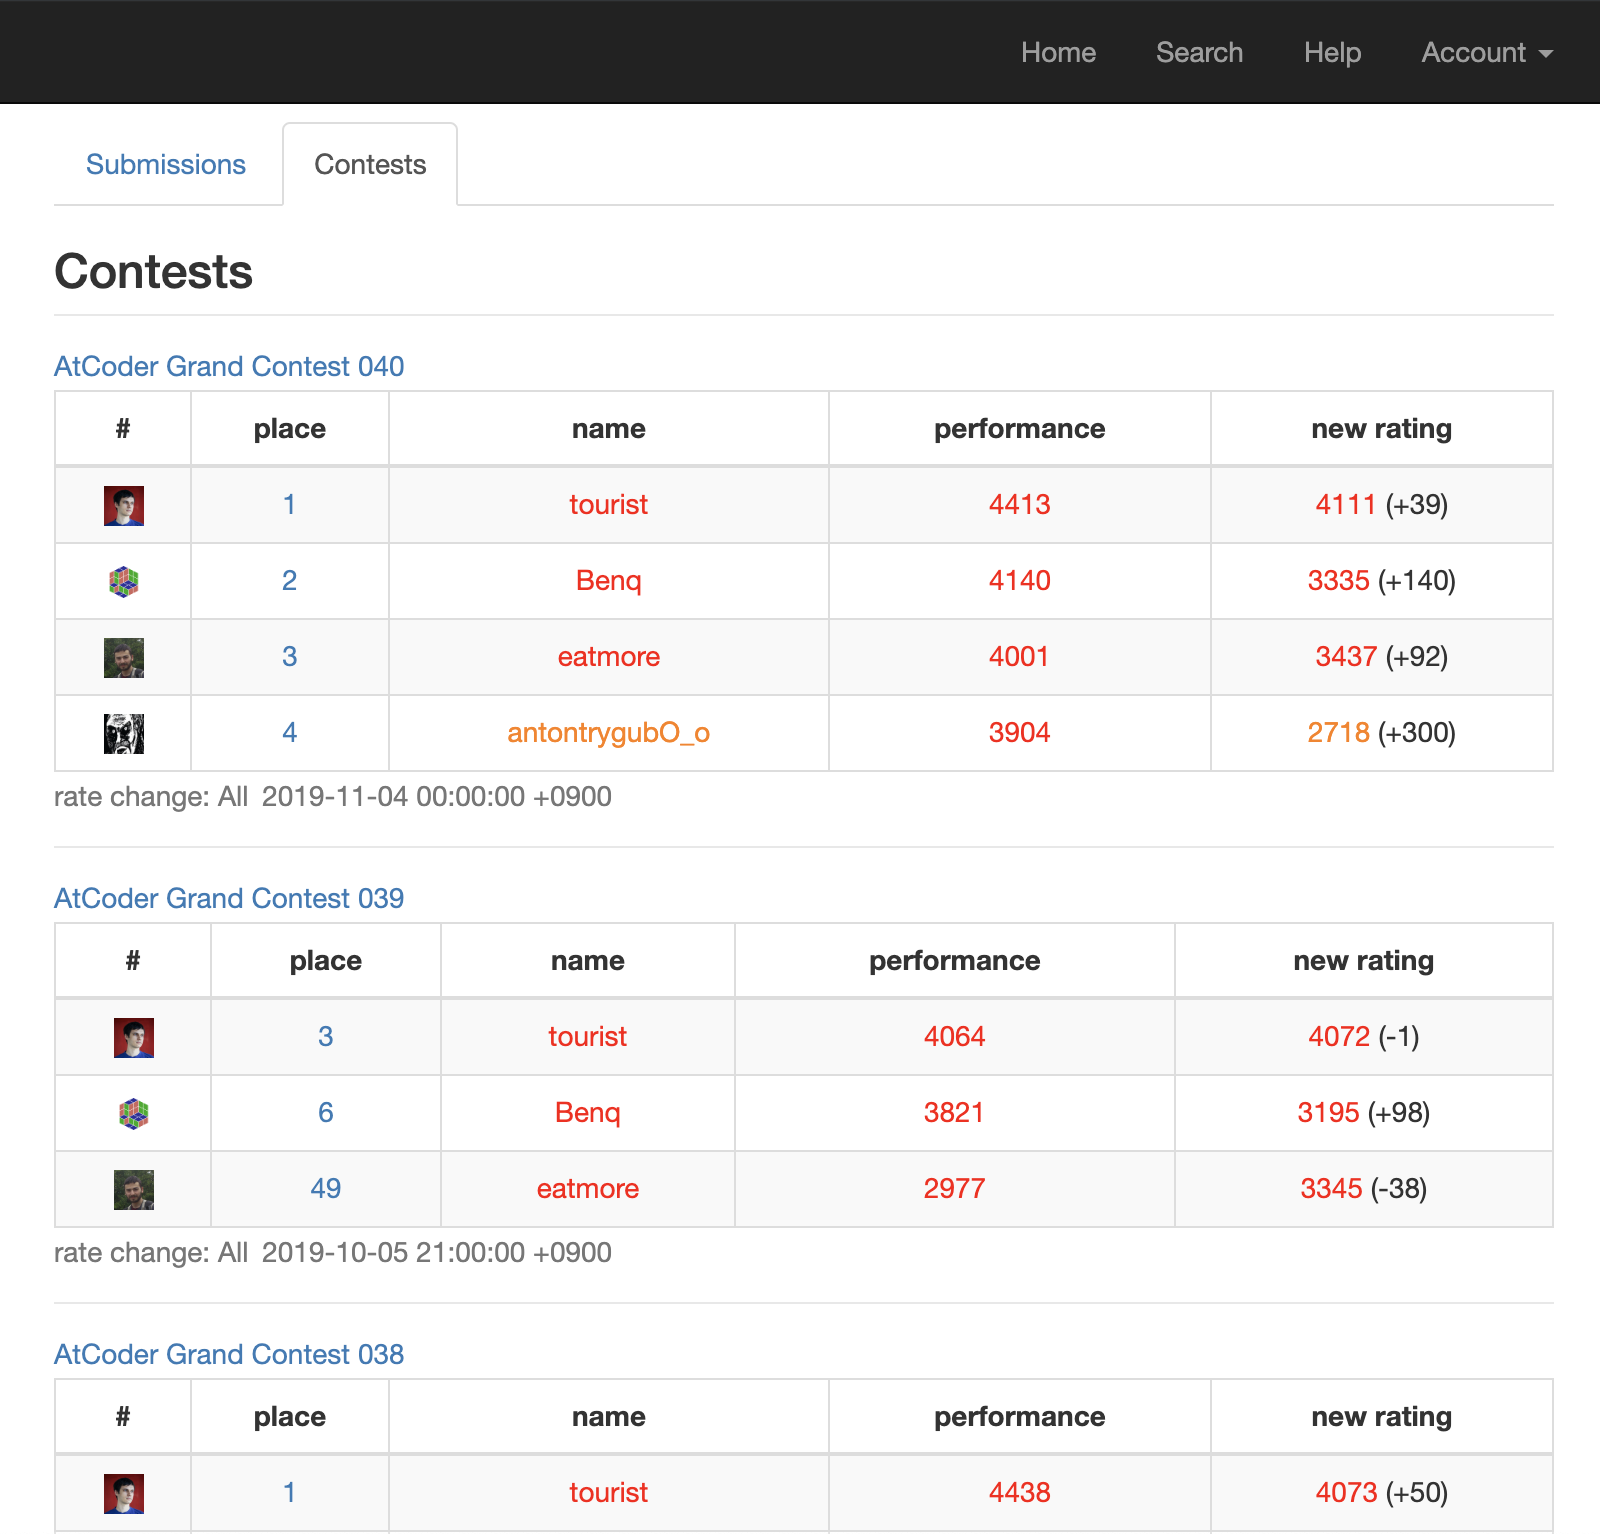 Home Search Help Account
Submissions Contests
Contests
AtCoder Grand Contest 040
# place name performance new rating
1 tourist 4413 4111 (+39)
2 Benq 4140 3335 (+140)
3 eatmore 4001 3437 (+92)
4 antontrygubO_o 3904 2718 (+300)
rate change: All 2019-11-04 00:00:00 +0900
AtCoder Grand Contest 039
# place name performance new rating
3 tourist 4064 4072 (-1)
6 Benq 3821 3195 (+98)
49 eatmore 2977 3345 (-38)
rate change: All 2019-10-05 21:00:00 +0900
AtCoder Grand Contest 038
# place name performance new rating
1 tourist 4438 4073 (+50)